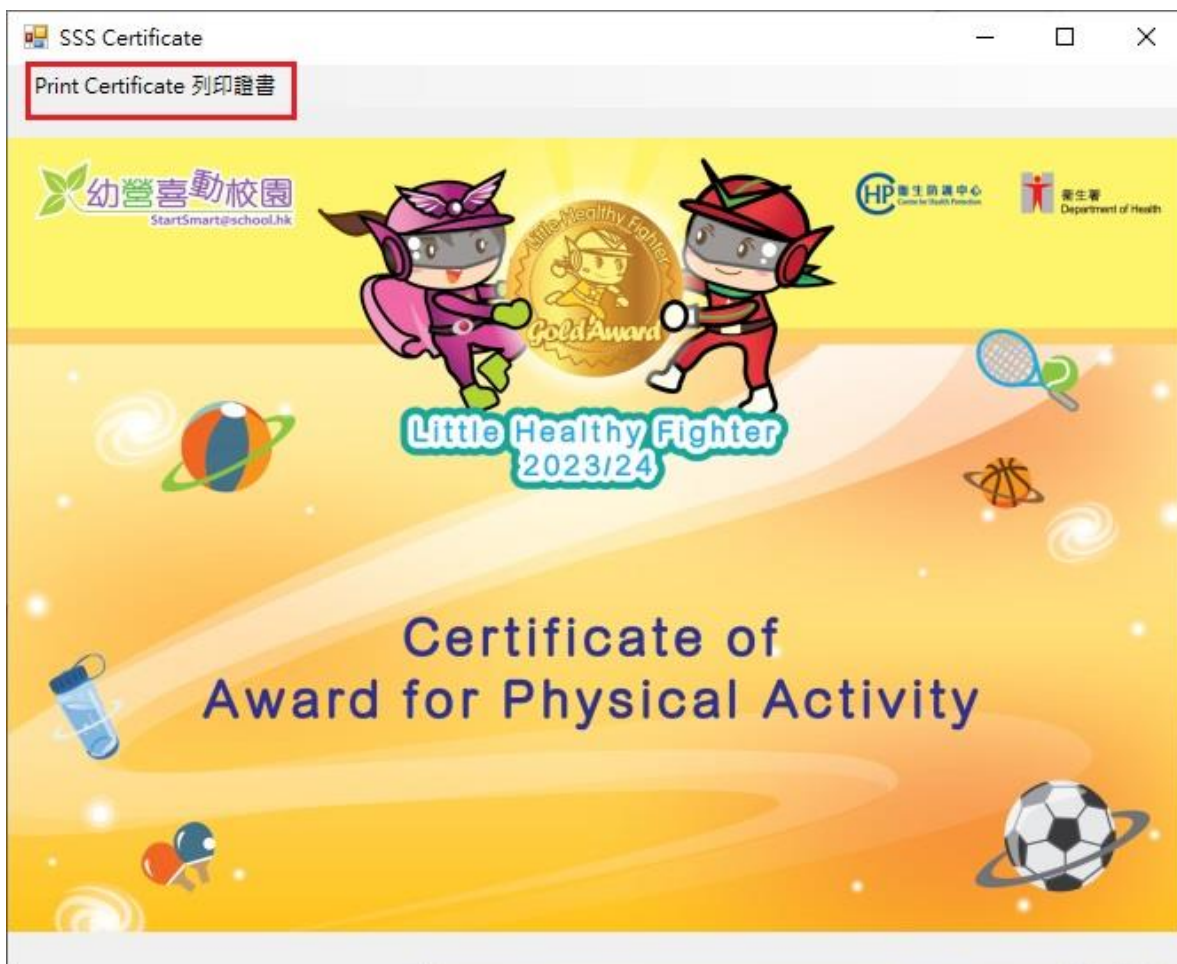 SSS Certificate
Print Certificate 列印證書
幼營喜動校園
StartSmart@school.hk
Little Healthy Fighter
Gold Award
CHP 衞生防護中心
Centre for Health Protection
衞生署
Department of Health
Little Healthy Fighter
2023/24
Certificate of
Award for Physical Activity